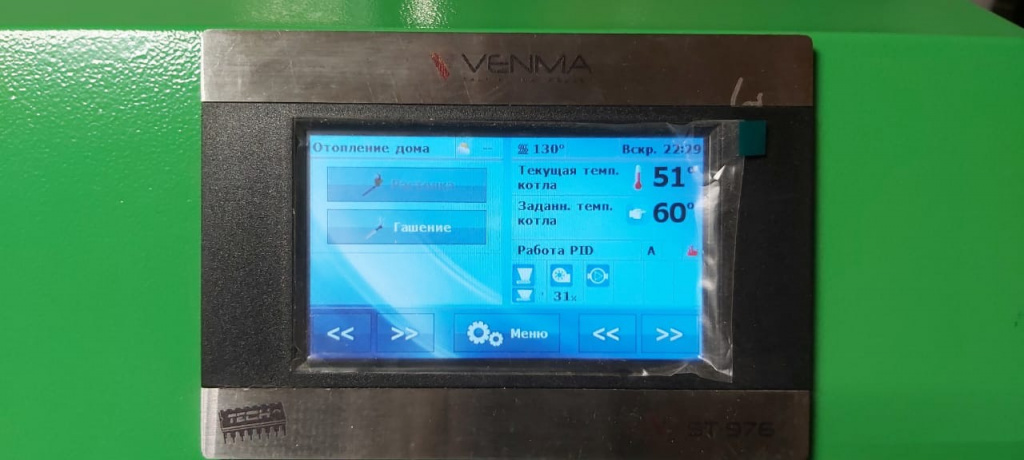 VENMA
Отопление дома --
130° Вскр. 22:29
Текущая темп.
котла
51°
Заданн. темп.
котла
60°
Растопка
Гашение
Работа PID A
31%
<< >> Меню << >>
TECH
ST 976